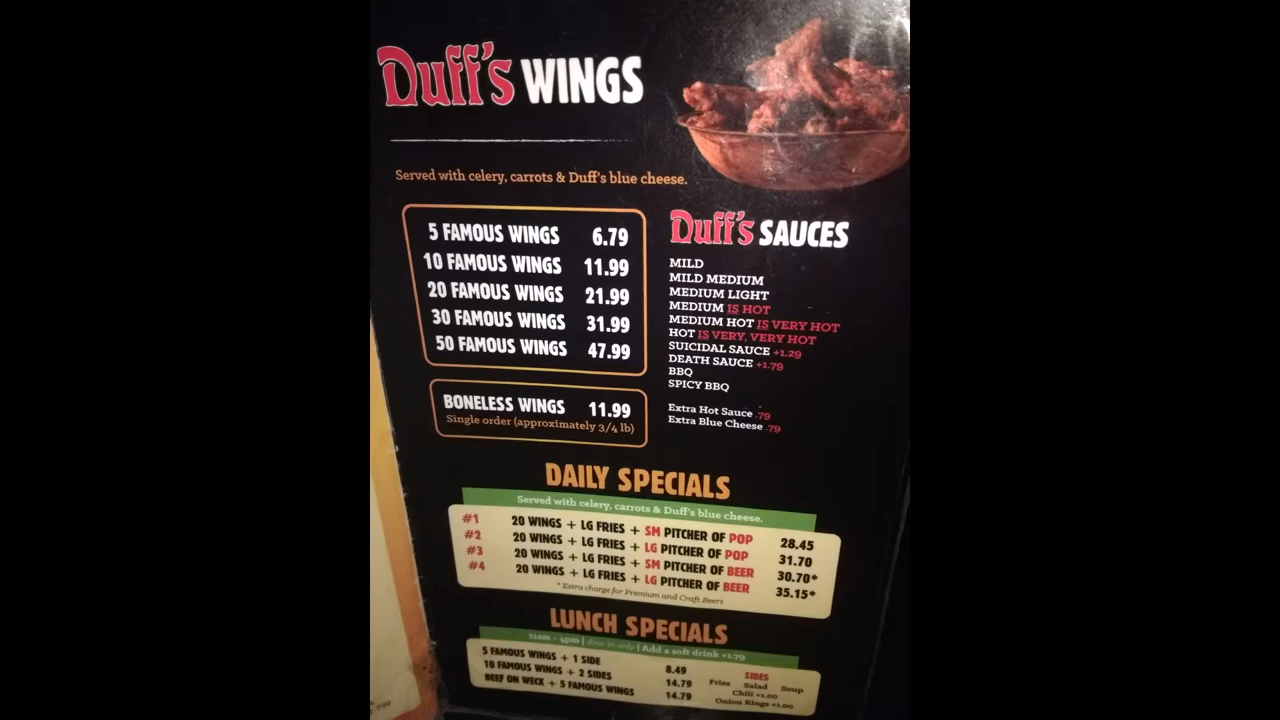 Duff's WINGS
Served with celery, carrots & Duff's blue cheese.
5 FAMOUS WINGS 6.79
10 FAMOUS WINGS 11.99
20 FAMOUS WINGS 21.99
30 FAMOUS WINGS 31.99
50 FAMOUS WINGS 47.99
BONELESS WINGS 11.99
Single order (approximately 3/4 lb)
Duff's SAUCES
MILD
MILD MEDIUM
MEDIUM LIGHT
MEDIUM IS HOT
MEDIUM HOT IS VERY HOT
HOT IS VERY, VERY HOT
SUICIDAL SAUCE +1.29
DEATH SAUCE +1.79
BBQ
SPICY BBQ
Extra Hot Sauce .79
Extra Blue Cheese .79
DAILY SPECIALS
Served with celery, carrots & Duff's blue cheese.
#1 20 WINGS + LG FRIES + SM PITCHER OF POP 28.45
#2 20 WINGS + LG FRIES + LG PITCHER OF POP 31.70
#3 20 WINGS + LG FRIES + SM PITCHER OF BEER 30.70*
#4 20 WINGS + LG FRIES + LG PITCHER OF BEER 35.15*
* Extra charge for Premium and Craft Beers
LUNCH SPECIALS
11am - 4pm | dine in only | Add a soft drink +1.79
5 FAMOUS WINGS + 1 SIDE 8.49
10 FAMOUS WINGS + 2 SIDES 14.79
BEEF ON WECK + 5 FAMOUS WINGS 14.79
SIDES
Fries Salad Soup
Chili +1.00
Onion Rings +1.00